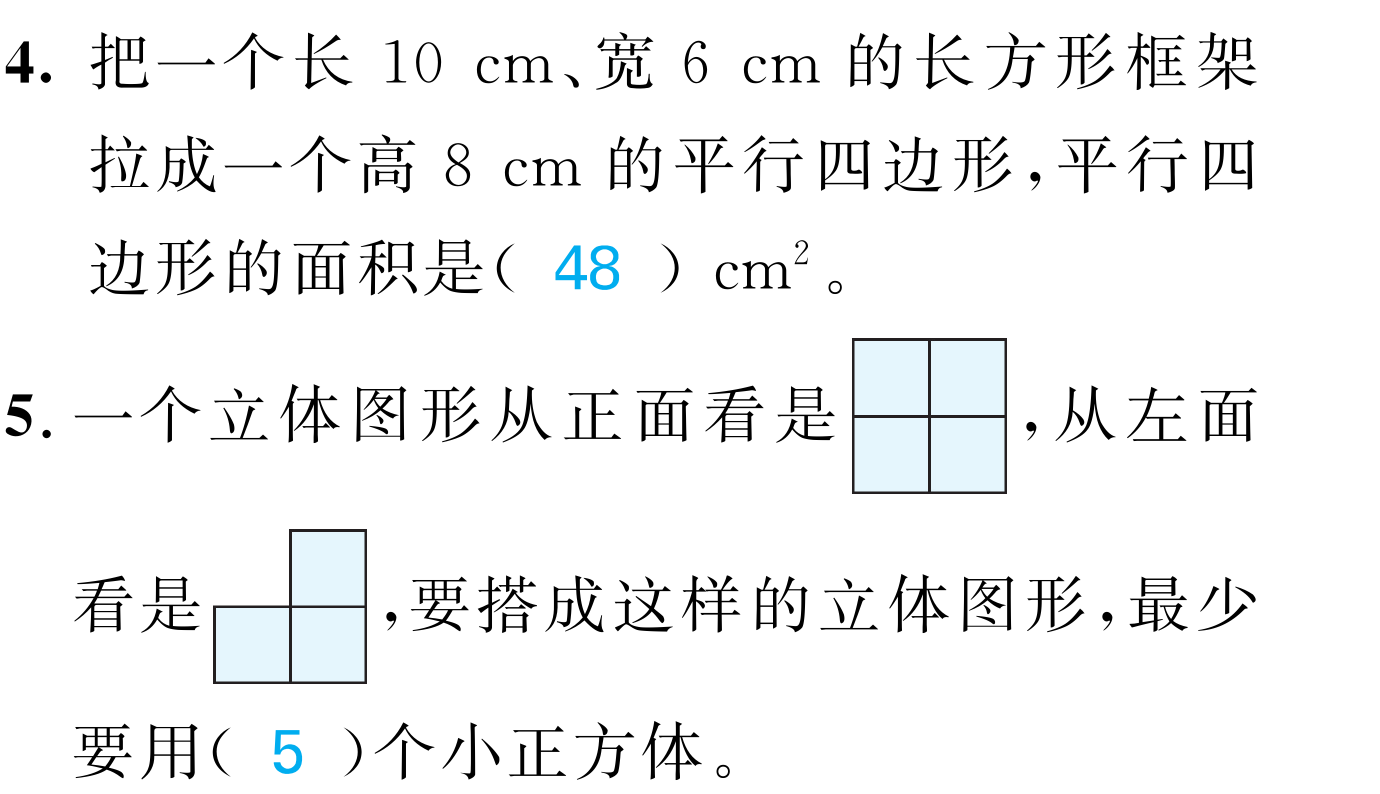 4. 把一个长 10 cm、宽 6 cm 的长方形框架
拉成一个高 8 cm 的平行四边形,平行四
边形的面积是( 48 ) cm²。
5. 一个立体图形从正面看是 ,从左面
看是 ,要搭成这样的立体图形,最少
要用( 5 )个小正方体。